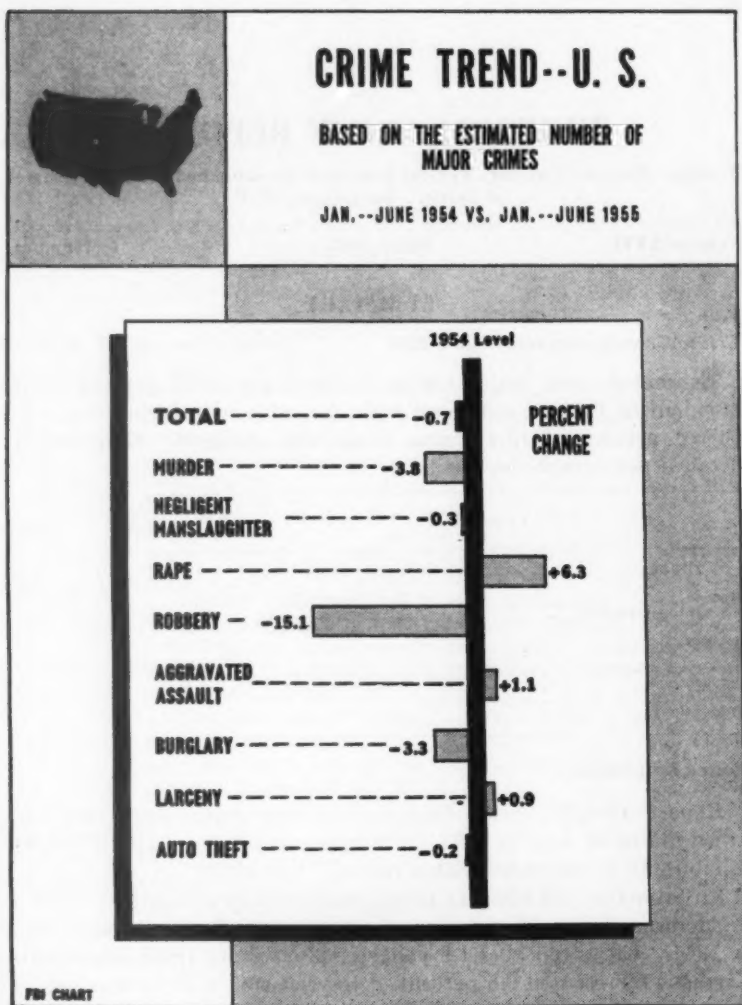 CRIME TREND--U. S.
BASED ON THE ESTIMATED NUMBER OF
MAJOR CRIMES
JAN.--JUNE 1954 VS. JAN.--JUNE 1955
1954 Level
PERCENT
CHANGE
TOTAL -0.7
MURDER -3.8
NEGLIGENT
MANSLAUGHTER -0.3
RAPE +6.3
ROBBERY -15.1
AGGRAVATED
ASSAULT +1.1
BURGLARY -3.3
LARCENY +0.9
AUTO THEFT -0.2
FBI CHART